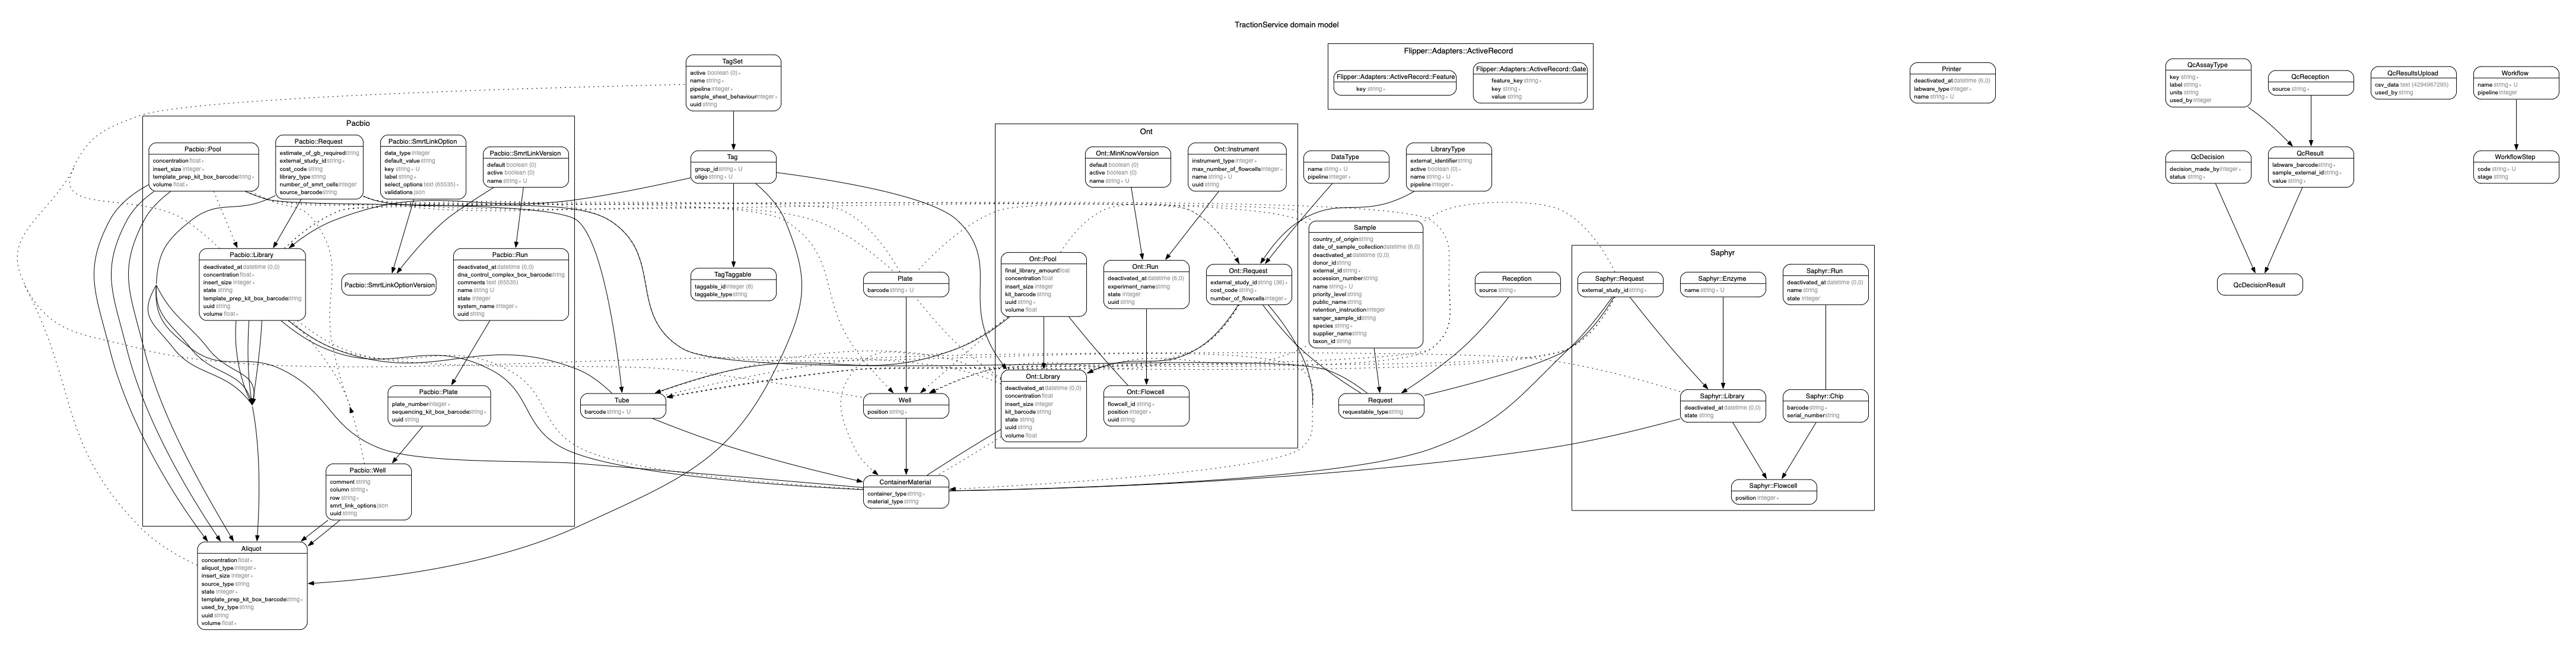 TractionService domain model
Flipper::Adapters::ActiveRecord
Flipper::Adapters::ActiveRecord::Feature
key string ∗
Flipper::Adapters::ActiveRecord::Gate
feature_key string ∗
key string ∗
value string
TagSet
active boolean (0) ∗
name string ∗
pipeline integer ∗
sample_sheet_behaviour integer ∗
uuid string
Printer
deactivated_at datetime (6,0)
labware_type integer ∗
name string ∗ U
QcAssayType
key string ∗
label string ∗
units string
used_by integer
QcReception
source string ∗
QcResultsUpload
csv_data text (4294967295)
used_by string
Workflow
name string ∗ U
pipeline integer
Pacbio
Pacbio::Pool
concentration float ∗
insert_size integer ∗
template_prep_kit_box_barcode string ∗
volume float ∗
Pacbio::Request
estimate_of_gb_required string
external_study_id string ∗
cost_code string
library_type string
number_of_smrt_cells integer
source_barcode string
Pacbio::SmrtLinkOption
data_type integer
default_value string
key string ∗ U
label string ∗
select_options text (65535) ∗
validations json
Pacbio::SmrtLinkVersion
default boolean (0)
active boolean (0)
name string ∗ U
Tag
group_id string ∗ U
oligo string ∗ U
Ont
Ont::MinKnowVersion
default boolean (0)
active boolean (0)
name string ∗ U
Ont::Instrument
instrument_type integer ∗
max_number_of_flowcells integer ∗
name string ∗ U
uuid string
DataType
name string ∗ U
pipeline integer ∗
LibraryType
external_identifier string
active boolean (0) ∗
name string ∗ U
pipeline integer ∗
QcDecision
decision_made_by integer ∗
status string ∗
QcResult
labware_barcode string ∗
sample_external_id string ∗
value string ∗
WorkflowStep
code string ∗ U
stage string
Pacbio::Library
deactivated_at datetime (0,0)
concentration float ∗
insert_size integer ∗
state string
template_prep_kit_box_barcode string
uuid string
volume float ∗
Pacbio::SmrtLinkOptionVersion
Pacbio::Run
deactivated_at datetime (0,0)
dna_control_complex_box_barcode string
comments text (65535)
name string U
state integer
system_name integer ∗
uuid string
TagTaggable
taggable_id integer (8)
taggable_type string
Plate
barcode string ∗ U
Ont::Pool
final_library_amount float
concentration float
insert_size integer
kit_barcode string
uuid string ∗
volume float
Ont::Run
deactivated_at datetime (6,0)
experiment_name string
state integer
uuid string
Ont::Request
external_study_id string (36) ∗
cost_code string ∗
number_of_flowcells integer ∗
Sample
country_of_origin string
date_of_sample_collection datetime (6,0)
deactivated_at datetime (0,0)
donor_id string
external_id string ∗
accession_number string
name string ∗ U
priority_level string
public_name string
retention_instruction integer
sanger_sample_id string
species string ∗
supplier_name string
taxon_id string
Reception
source string ∗
Saphyr
Saphyr::Request
external_study_id string ∗
Saphyr::Enzyme
name string ∗ U
Saphyr::Run
deactivated_at datetime (0,0)
name string
state integer
QcDecisionResult
Pacbio::Plate
plate_number integer ∗
sequencing_kit_box_barcode string ∗
uuid string
Tube
barcode string ∗ U
Well
position string ∗
Ont::Library
deactivated_at datetime (0,0)
concentration float
insert_size integer
kit_barcode string
state string
uuid string
volume float
Ont::Flowcell
flowcell_id string ∗
position integer ∗
uuid string
Request
requestable_type string
Saphyr::Library
deactivated_at datetime (0,0)
state string
Saphyr::Chip
barcode string ∗
serial_number string
Pacbio::Well
comment string
column string ∗
row string ∗
smrt_link_options json
uuid string
ContainerMaterial
container_type string ∗
material_type string
Saphyr::Flowcell
position integer ∗
Aliquot
concentration float ∗
aliquot_type integer ∗
insert_size integer ∗
source_type string
state integer ∗
template_prep_kit_box_barcode string ∗
used_by_type string
uuid string
volume float ∗